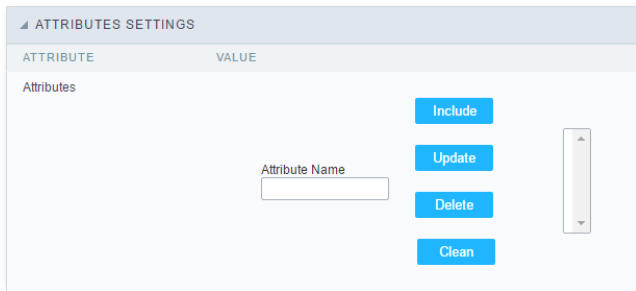 ATTRIBUTES SETTINGS
ATTRIBUTE VALUE
Attributes
Include
Update
Attribute Name
Delete
Clean